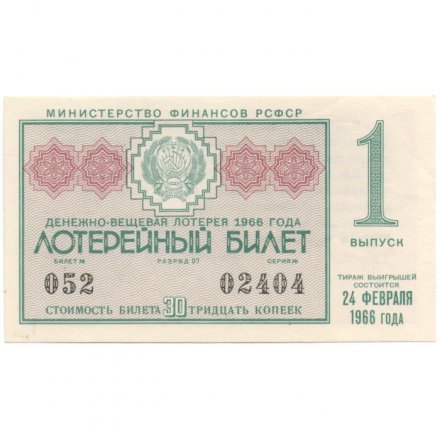 МИНИСТЕРСТВО ФИНАНСОВ РСФСР
ДЕНЕЖНО-ВЕЩЕВАЯ ЛОТЕРЕЯ 1966 ГОДА
ЛОТЕРЕЙНЫЙ БИЛЕТ
БИЛЕТ № РАЗРЯД 07 СЕРИЯ №
052 02404
СТОИМОСТЬ БИЛЕТА 30 ТРИДЦАТЬ КОПЕЕК
1
ВЫПУСК
ТИРАЖ ВЫИГРЫШЕЙ
СОСТОИТСЯ
24 ФЕВРАЛЯ
1966 ГОДА